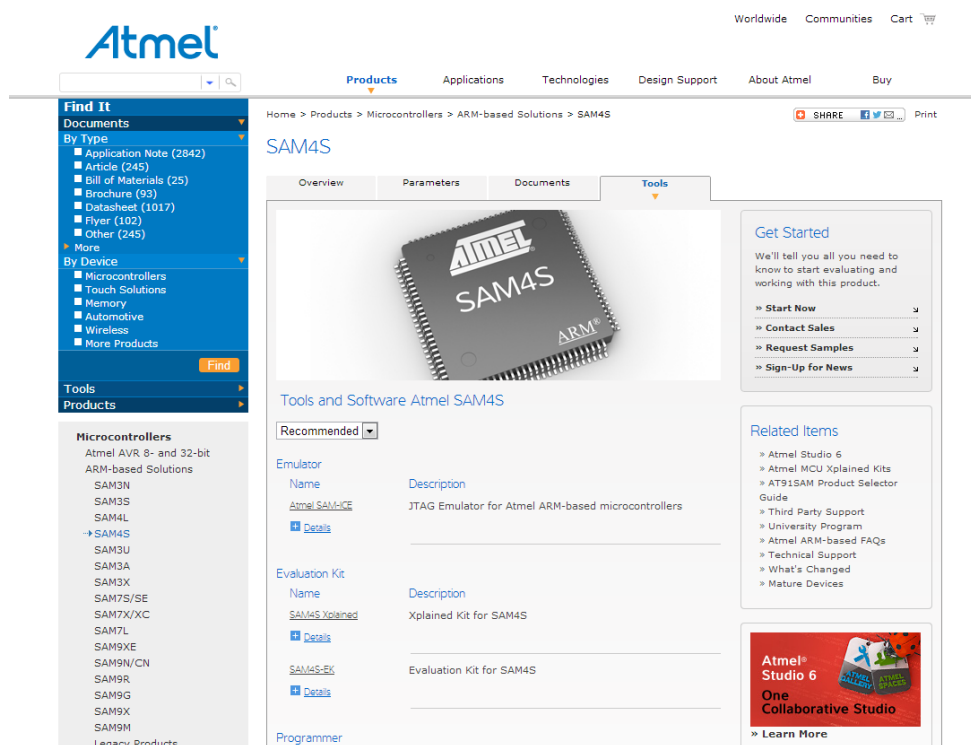 Worldwide Communities Cart
Atmel
Products Applications Technologies Design Support About Atmel Buy
Find It
Documents
By Type
Application Note (2842)
Article (245)
Bill of Materials (25)
Brochure (93)
Datasheet (1017)
Flyer (102)
Other (245)
More
By Device
Microcontrollers
Touch Solutions
Memory
Automotive
Wireless
More Products
Find
Tools
Products
Microcontrollers
Atmel AVR 8- and 32-bit
ARM-based Solutions
SAM3N
SAM3S
SAM4L
SAM4S
SAM3U
SAM3A
SAM3X
SAM7S/SE
SAM7X/XC
SAM7L
SAM9XE
SAM9N/CN
SAM9R
SAM9G
SAM9X
SAM9M
Legacy Products
Home > Products > Microcontrollers > ARM-based Solutions > SAM4S
SHARE ...
Print
SAM4S
Overview Parameters Documents Tools
ATMEL®
SAM4S
ARM®
Tools and Software Atmel SAM4S
Recommended
Emulator
Name Description
Atmel SAM-ICE JTAG Emulator for Atmel ARM-based microcontrollers
Details
Evaluation Kit
Name Description
SAM4S Xplained Xplained Kit for SAM4S
Details
SAM4S-EK Evaluation Kit for SAM4S
Details
Programmer
Get Started
We'll tell you all you need to
know to start evaluating and
working with this product.
» Start Now
» Contact Sales
» Request Samples
» Sign-Up for News
Related Items
» Atmel Studio 6
» Atmel MCU Xplained Kits
» AT91SAM Product Selector
Guide
» Third Party Support
» University Program
» Atmel ARM-based FAQs
» Technical Support
» What's Changed
» Mature Devices
Atmel®
Studio 6
One
Collaborative Studio
ATMEL
GALLERY
ATMEL
SPACES
» Learn More